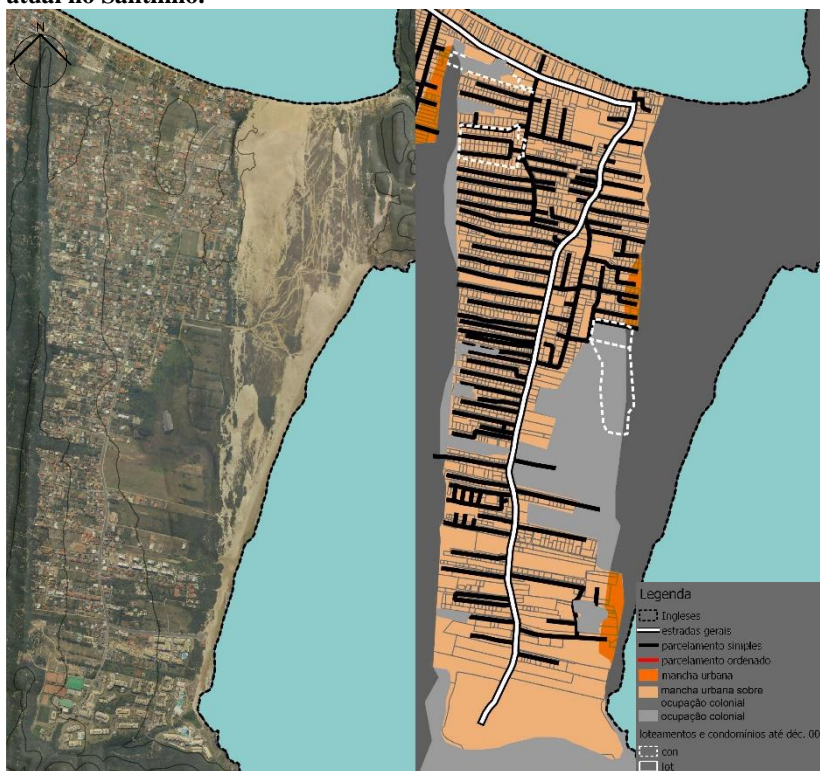 atual no Santinho.
N
Legenda
Ingleses
estradas gerais
parcelamento simples
parcelamento ordenado
mancha urbana
mancha urbana sobre
ocupação colonial
ocupação colonial
loteamentos e condomínios até déc. 00
con
lot